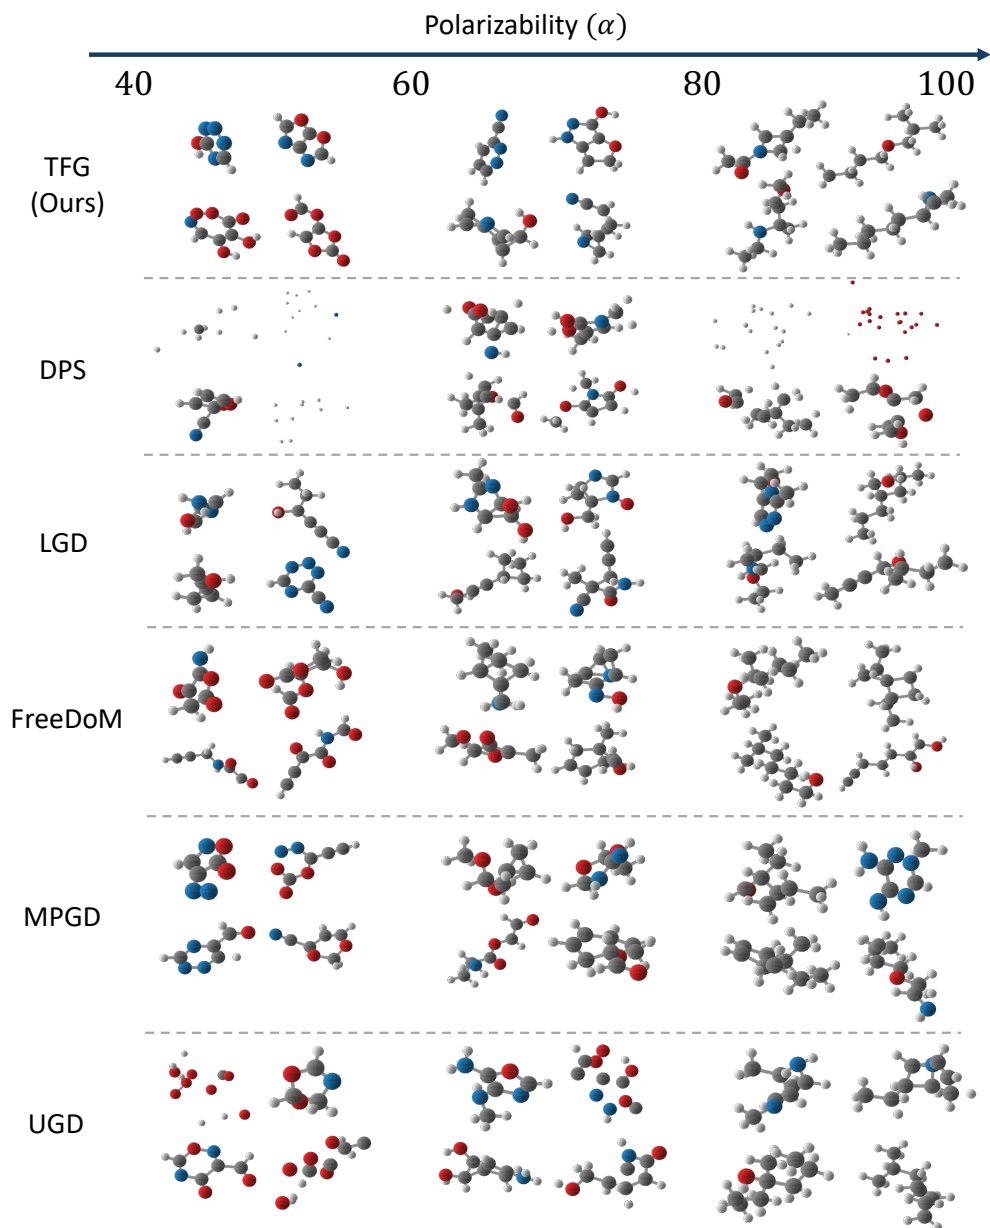 Polarizability (α)
40 60 80 100
TFG
(Ours)
DPS
LGD
FreeDoM
MPGD
UGD